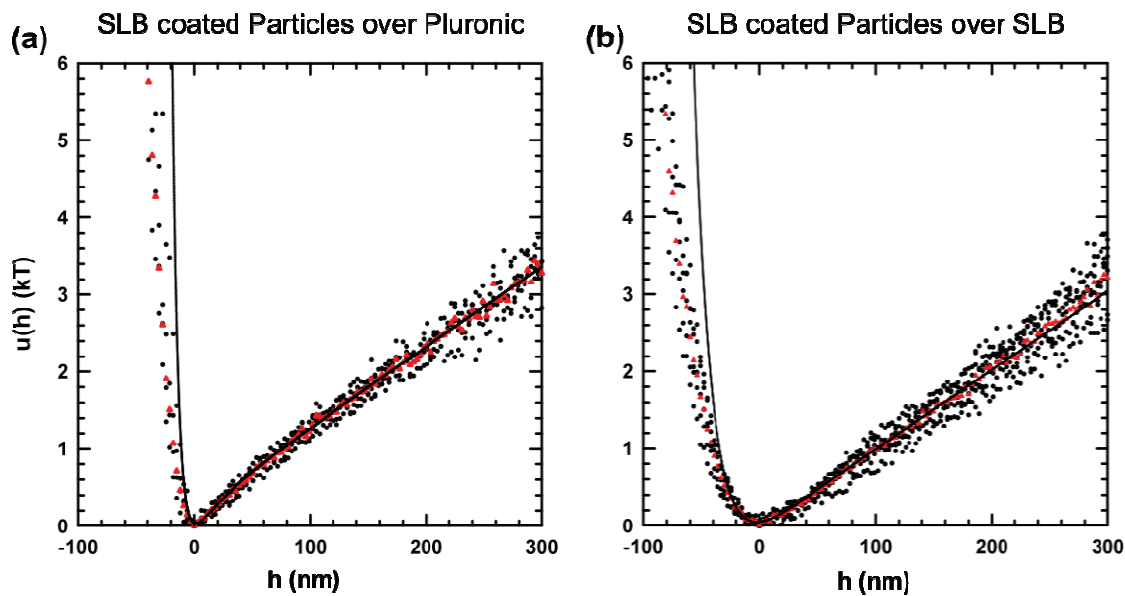 SLB coated Particles over Pluronic
(a)
6
5
4
3
2
1
0
u(h) (kT)
-100 0 100 200 300
h (nm)
SLB coated Particles over SLB
(b)
6
5
4
3
2
1
0
-100 0 100 200 300
h (nm)